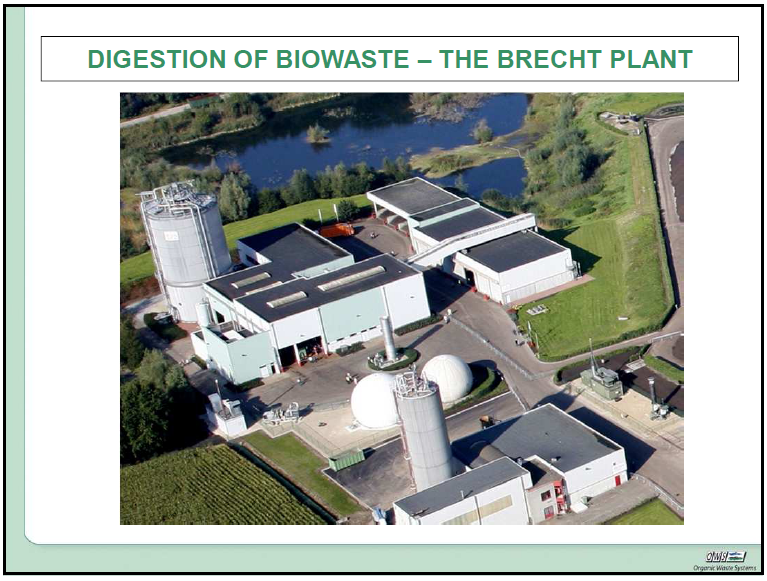 DIGESTION OF BIOWASTE – THE BRECHT PLANT
OWS
Organic Waste Systems